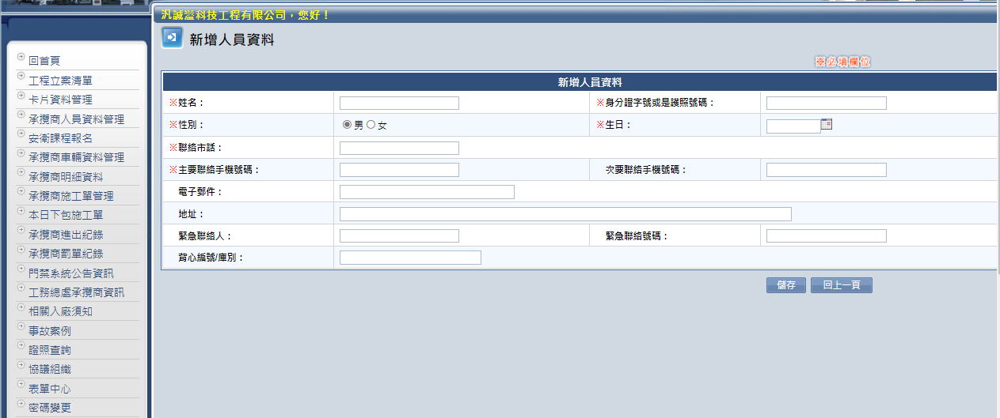 汎誠溢科技工程有限公司，您好！
新增人員資料
※必填欄位
新增人員資料
※姓名：
※身分證字號或是護照號碼：
※性別：
男 女
※生日：
※聯絡市話：
※主要聯絡手機號碼：
次要聯絡手機號碼：
電子郵件：
地址：
緊急聯絡人：
緊急聯絡號碼：
背心編號/庫別：
儲存
回上一頁
回首頁
工程立案清單
卡片資料管理
承攬商人員資料管理
安衛課程報名
承攬商車輛資料管理
承攬商明細資料
承攬商施工單管理
本日下包施工單
承攬商進出紀錄
承攬商罰單紀錄
門禁系統公告資訊
工務總處承攬商資訊
相關入廠須知
事故案例
證照查詢
協議組織
表單中心
密碼變更